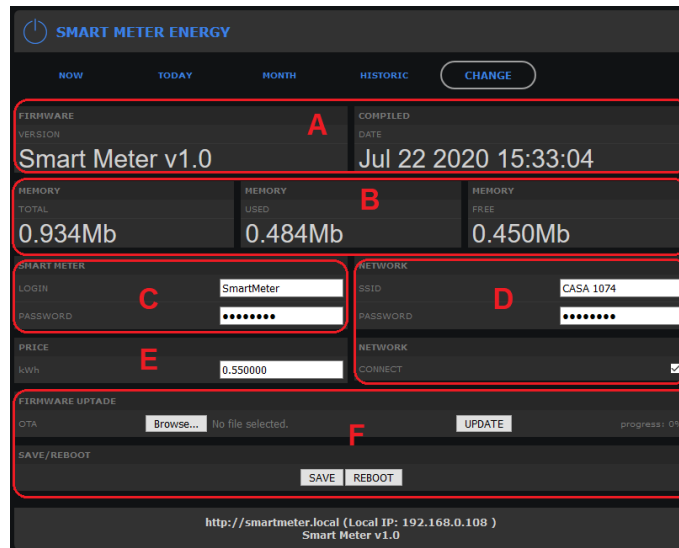 SMART METER ENERGY
NOW TODAY MONTH HISTORIC CHANGE
FIRMWARE A COMPILED
VERSION DATE
Smart Meter v1.0 Jul 22 2020 15:33:04
MEMORY MEMORY B MEMORY
TOTAL USED FREE
0.934Mb 0.484Mb 0.450Mb
SMART METER NETWORK
LOGIN C SmartMeter SSID D CASA 1074
PASSWORD ●●●●●●●● PASSWORD ●●●●●●●●
PRICE E NETWORK
kWh 0.550000 CONNECT
FIRMWARE UPTADE
OTA Browse... No file selected. F UPDATE progress: 0%
SAVE/REBOOT
SAVE REBOOT
http://smartmeter.local (Local IP: 192.168.0.108 )
Smart Meter v1.0